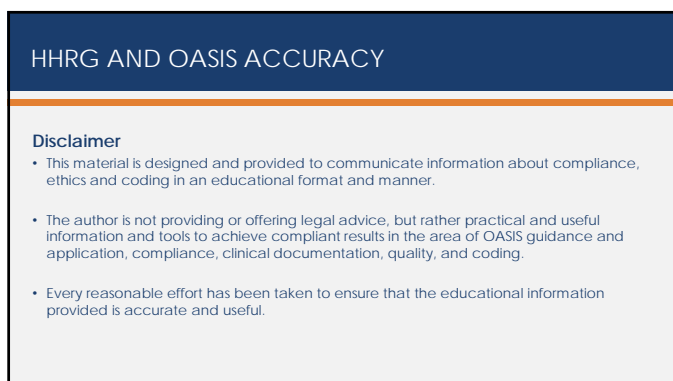 HHRG AND OASIS ACCURACY
Disclaimer
• This material is designed and provided to communicate information about compliance,
ethics and coding in an educational format and manner.
• The author is not providing or offering legal advice, but rather practical and useful
information and tools to achieve compliant results in the area of OASIS guidance and
application, compliance, clinical documentation, quality, and coding.
• Every reasonable effort has been taken to ensure that the educational information
provided is accurate and useful.